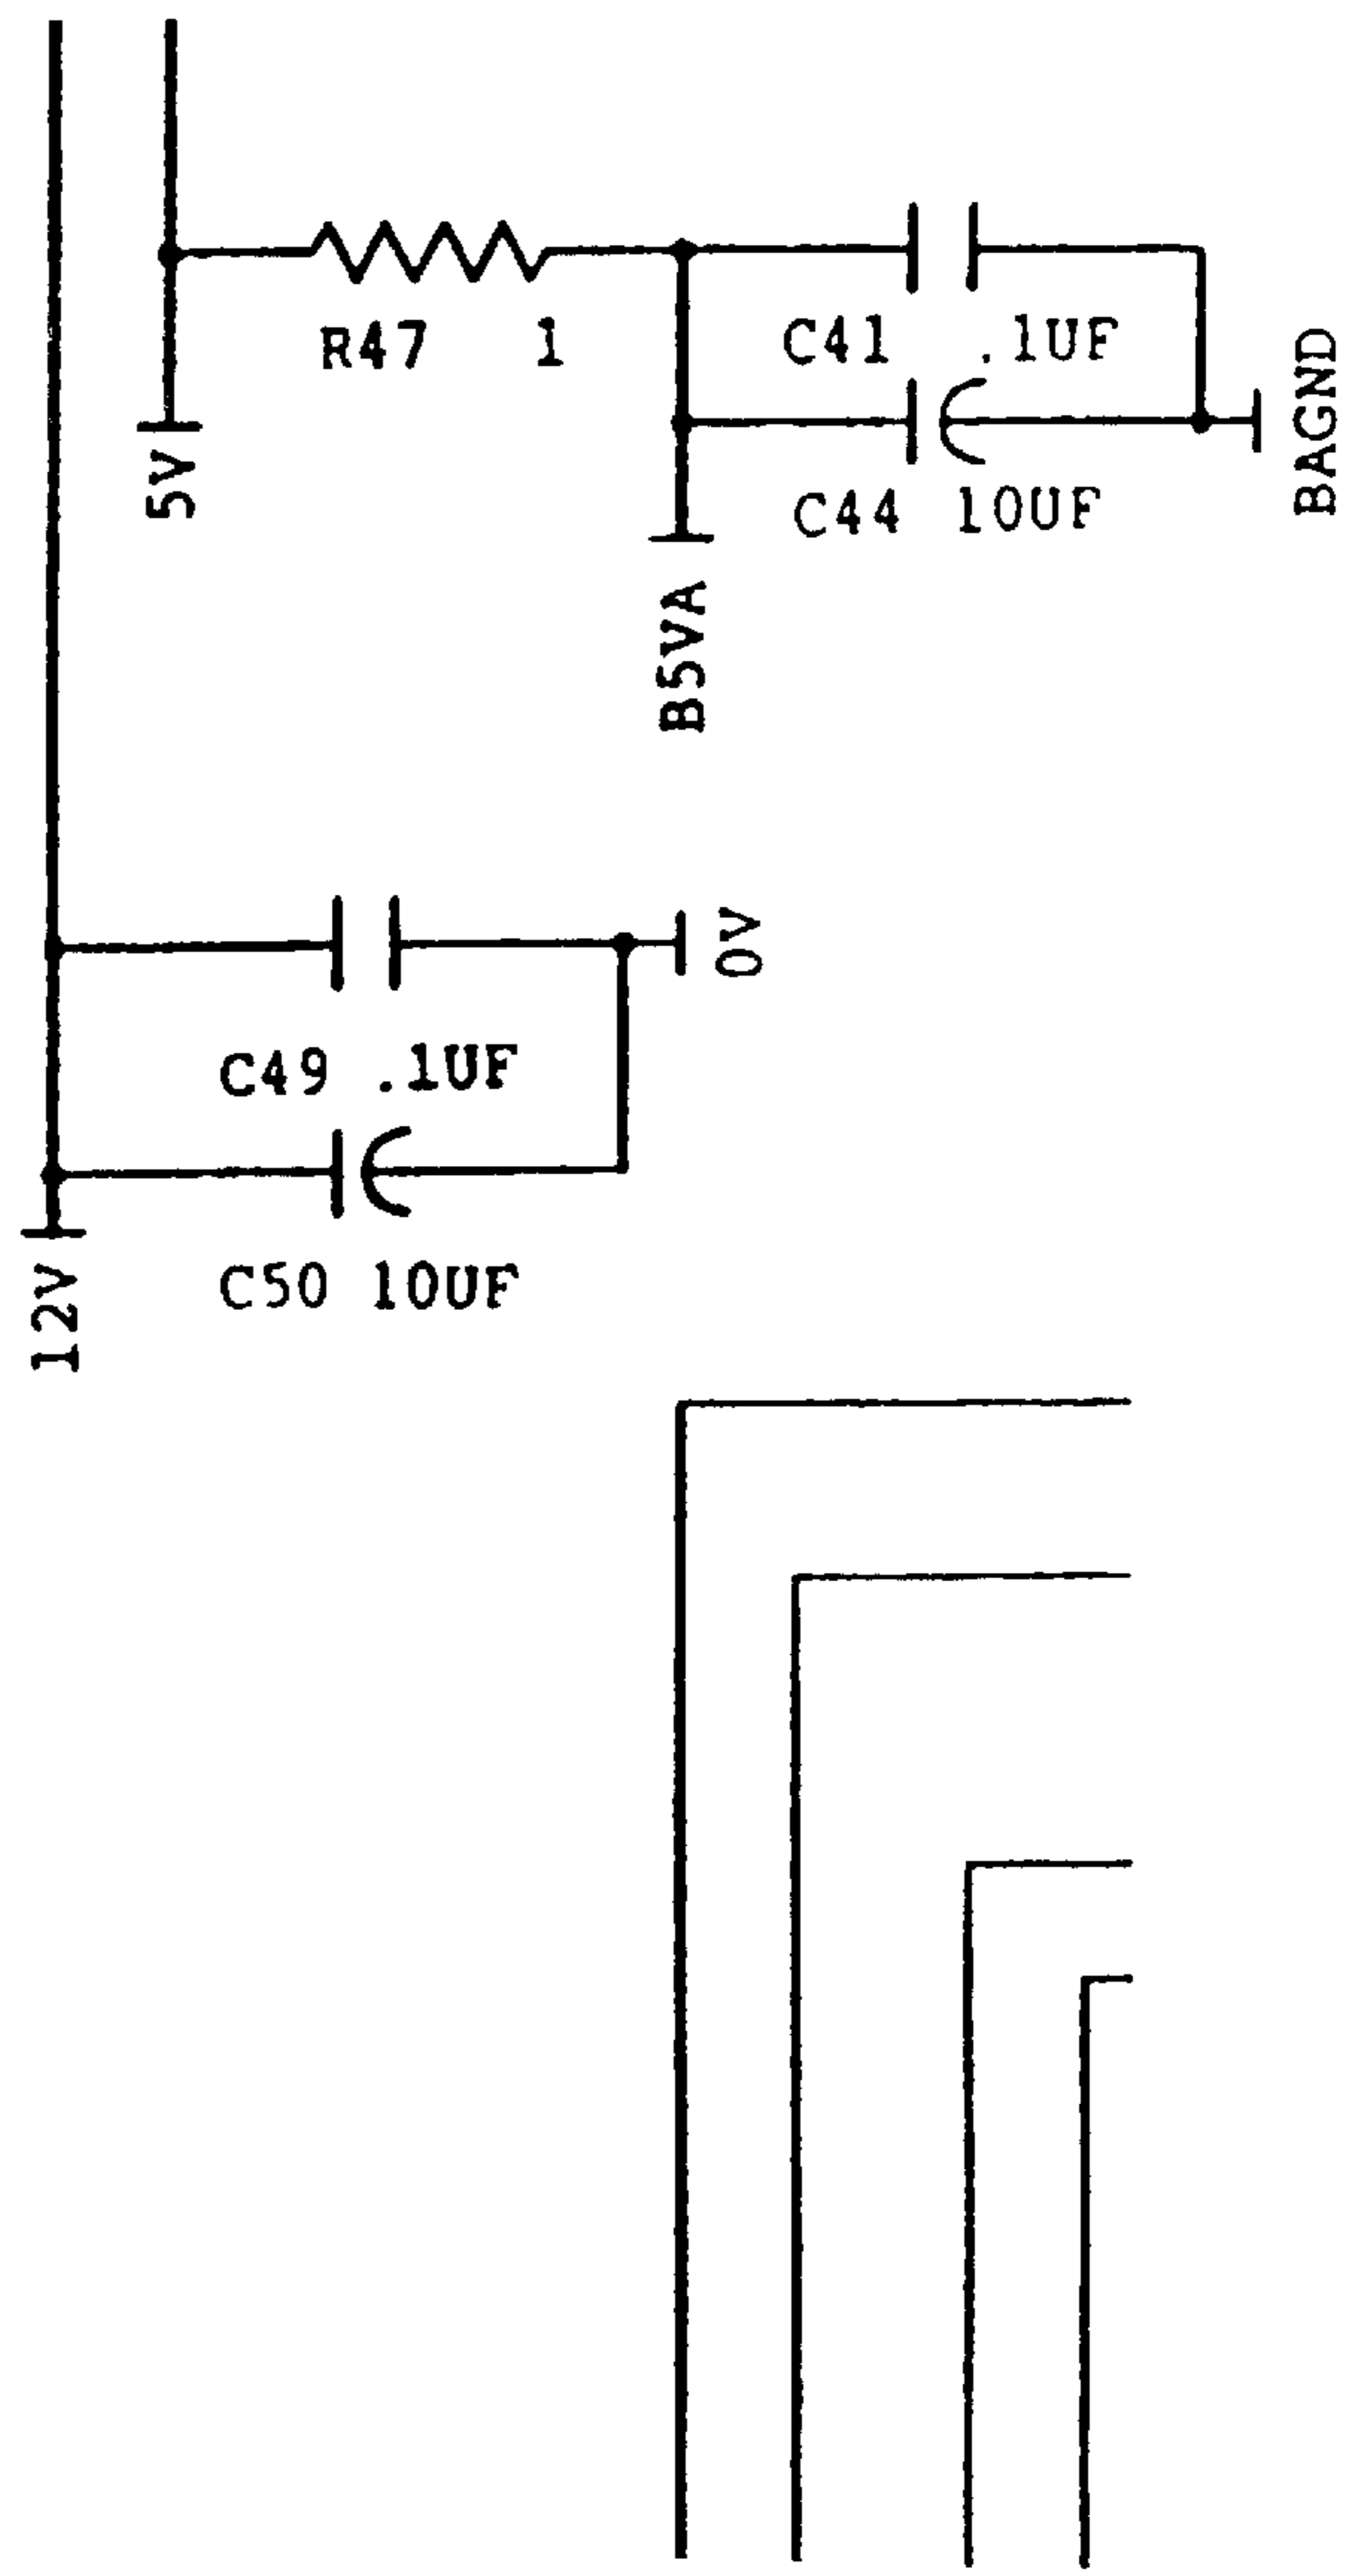 R47 1
C41 .1UF
5V
BAGND
C44 10UF
B5VA
0V
C49 .1UF
C50 10UF
12V